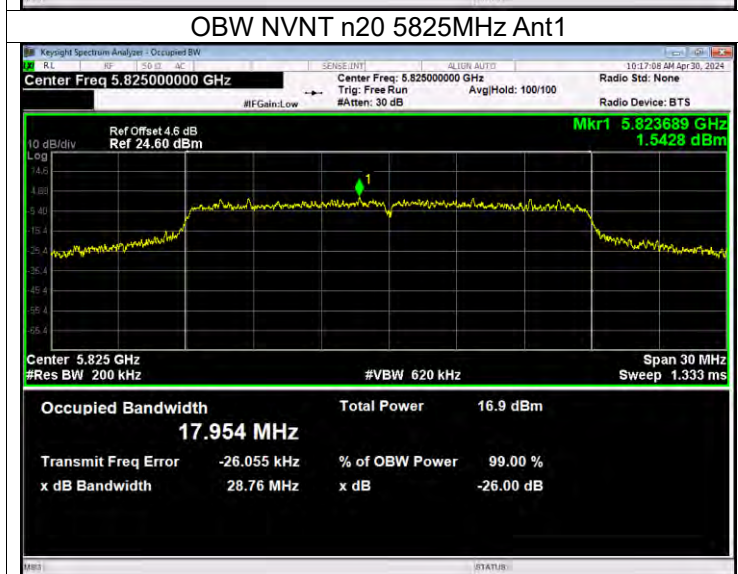 OBW NVNT n20 5825MHz Ant1
Keysight Spectrum Analyzer - Occupied BW
RL RF 50 Ω AC SENSE:INT ALIGN AUTO 10:17:08 AM Apr 30, 2024
Center Freq 5.825000000 GHz Center Freq: 5.825000000 GHz Radio Std: None
Trig: Free Run Avg|Hold: 100/100
#IFGain:Low #Atten: 30 dB Radio Device: BTS
Ref Offset 4.6 dB Mkr1 5.823689 GHz
10 dB/div Ref 24.60 dBm 1.5428 dBm
Log
14.6
4.60
1
-5.40
-15.4
-25.4
-35.4
-45.4
-55.4
-65.4
Center 5.825 GHz Span 30 MHz
#Res BW 200 kHz #VBW 620 kHz Sweep 1.333 ms
Occupied Bandwidth Total Power 16.9 dBm
17.954 MHz
Transmit Freq Error -26.055 kHz % of OBW Power 99.00 %
x dB Bandwidth 28.76 MHz x dB -26.00 dB
MSG STATUS